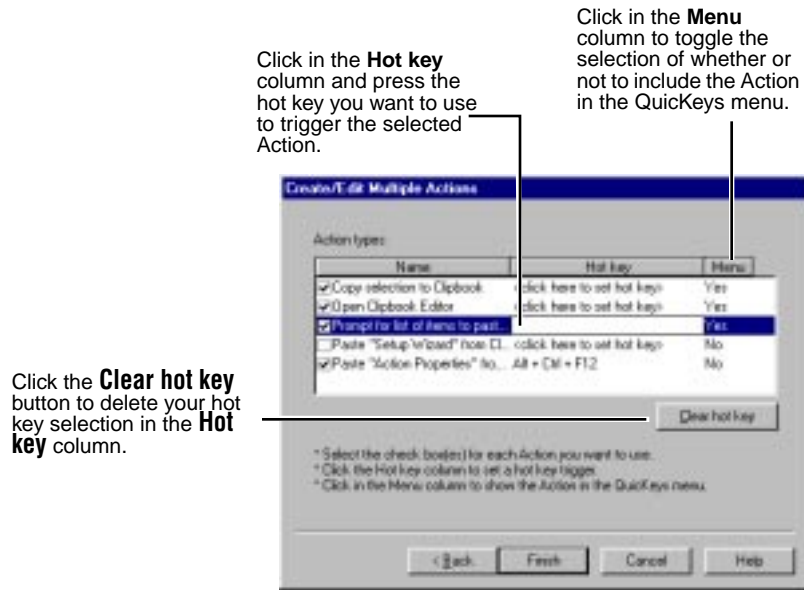 Click in the Menu
column to toggle the
selection of whether or
not to include the Action
in the QuicKeys menu.
Click in the Hot key
column and press the
hot key you want to use
to trigger the selected
Action.
Create/Edit Multiple Actions
Action types:
Name Hot key Menu
Copy selection to Clipbook <click here to set hot key> Yes
Open Clipbook Editor <click here to set hot key> Yes
Prompt for list of items to past... Yes
Paste "Setup Wizard" from Cl... <click here to set hot key> No
Paste "Action Properties" fro... Alt + Ctrl + F12 No
Click the Clear hot key
button to delete your hot
key selection in the Hot
key column.
Clear hot key
* Select the check box(es) for each Action you want to use.
* Click the Hot key column to set a hot key trigger.
* Click in the Menu column to show the Action in the QuicKeys menu.
< Back Finish Cancel Help